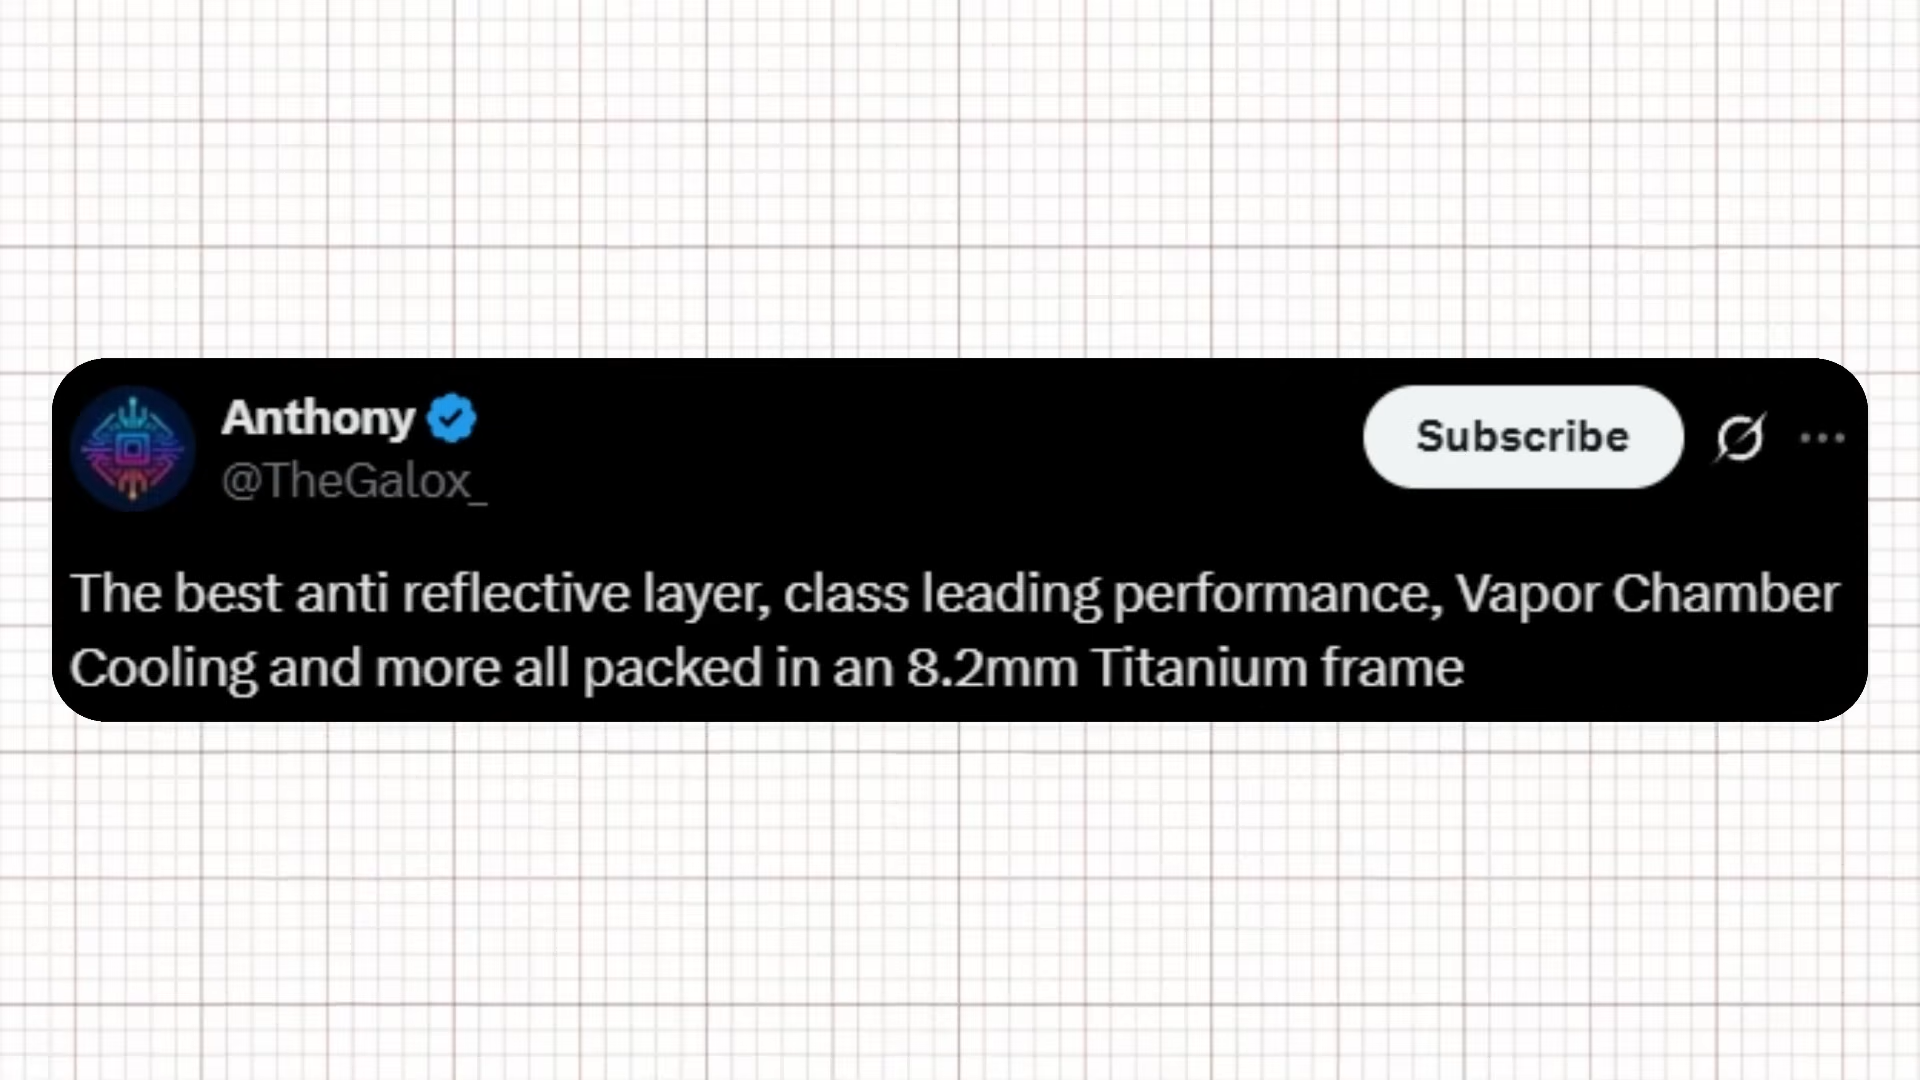 Anthony
@TheGalox_
Subscribe
The best anti reflective layer, class leading performance, Vapor Chamber
Cooling and more all packed in an 8.2mm Titanium frame